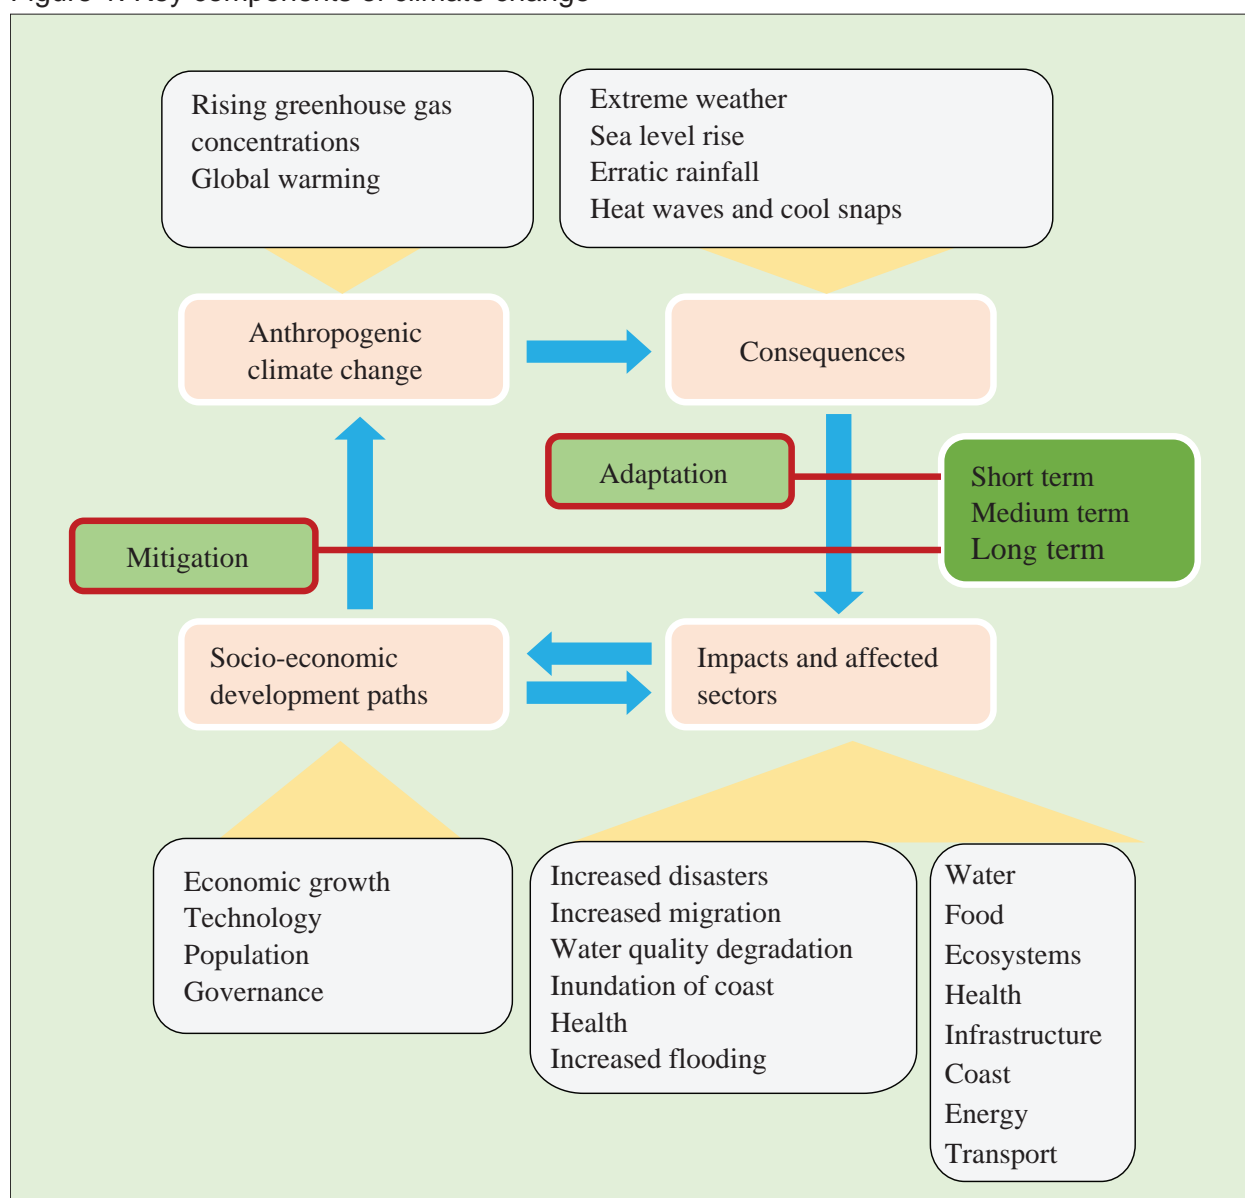 Rising greenhouse gas
concentrations
Global warming
Extreme weather
Sea level rise
Erratic rainfall
Heat waves and cool snaps
Anthropogenic
climate change
Consequences
Adaptation
Short term
Medium term
Long term
Mitigation
Socio-economic
development paths
Impacts and affected
sectors
Economic growth
Technology
Population
Governance
Increased disasters
Increased migration
Water quality degradation
Inundation of coast
Health
Increased flooding
Water
Food
Ecosystems
Health
Infrastructure
Coast
Energy
Transport